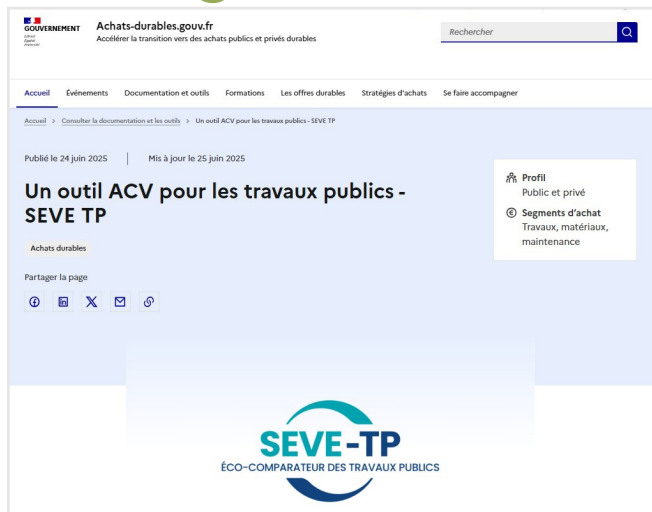 GOUVERNEMENT
Achats-durables.gouv.fr
Accélérer la transition vers des achats publics et privés durables
Rechercher
Accueil Événements Documentation et outils Formations Les offres durables Stratégies d'achats Se faire accompagner
Accueil > Consulter la documentation et les outils > Un outil ACV pour les travaux publics - SEVE TP
Publié le 24 juin 2025 | Mis à jour le 25 juin 2025
Un outil ACV pour les travaux publics -
SEVE TP
Achats durables
Partager la page
Profil
Public et privé
Segments d'achat
Travaux, matériaux,
maintenance
SEVE-TP
ÉCO-COMPARATEUR DES TRAVAUX PUBLICS